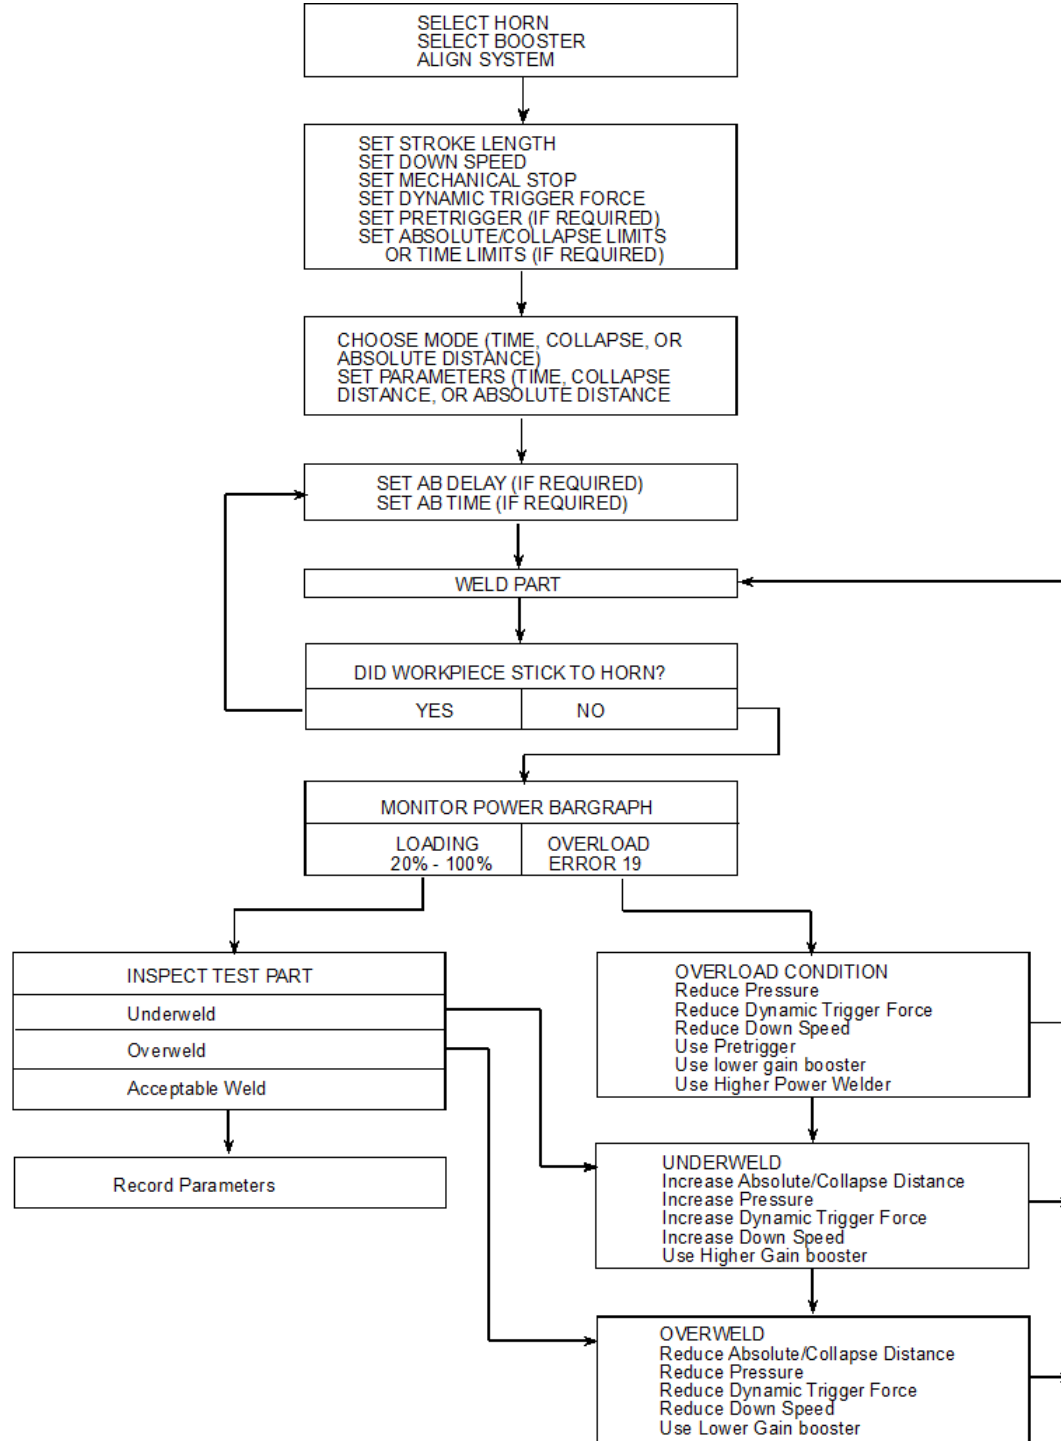 SELECT HORN
SELECT BOOSTER
ALIGN SYSTEM
SET STROKE LENGTH
SET DOWN SPEED
SET MECHANICAL STOP
SET DYNAMIC TRIGGER FORCE
SET PRETRIGGER (IF REQUIRED)
SET ABSOLUTE/COLLAPSE LIMITS
OR TIME LIMITS (IF REQUIRED)
CHOOSE MODE (TIME, COLLAPSE, OR
ABSOLUTE DISTANCE)
SET PARAMETERS (TIME, COLLAPSE
DISTANCE, OR ABSOLUTE DISTANCE
SET AB DELAY (IF REQUIRED)
SET AB TIME (IF REQUIRED)
WELD PART
DID WORKPIECE STICK TO HORN?
YES
NO
MONITOR POWER BARGRAPH
LOADING
20% - 100%
OVERLOAD
ERROR 19
INSPECT TEST PART
Underweld
Overweld
Acceptable Weld
Record Parameters
OVERLOAD CONDITION
Reduce Pressure
Reduce Dynamic Trigger Force
Reduce Down Speed
Use Pretrigger
Use lower gain booster
Use Higher Power Welder
UNDERWELD
Increase Absolute/Collapse Distance
Increase Pressure
Increase Dynamic Trigger Force
Increase Down Speed
Use Higher Gain booster
OVERWELD
Reduce Absolute/Collapse Distance
Reduce Pressure
Reduce Dynamic Trigger Force
Reduce Down Speed
Use Lower Gain booster